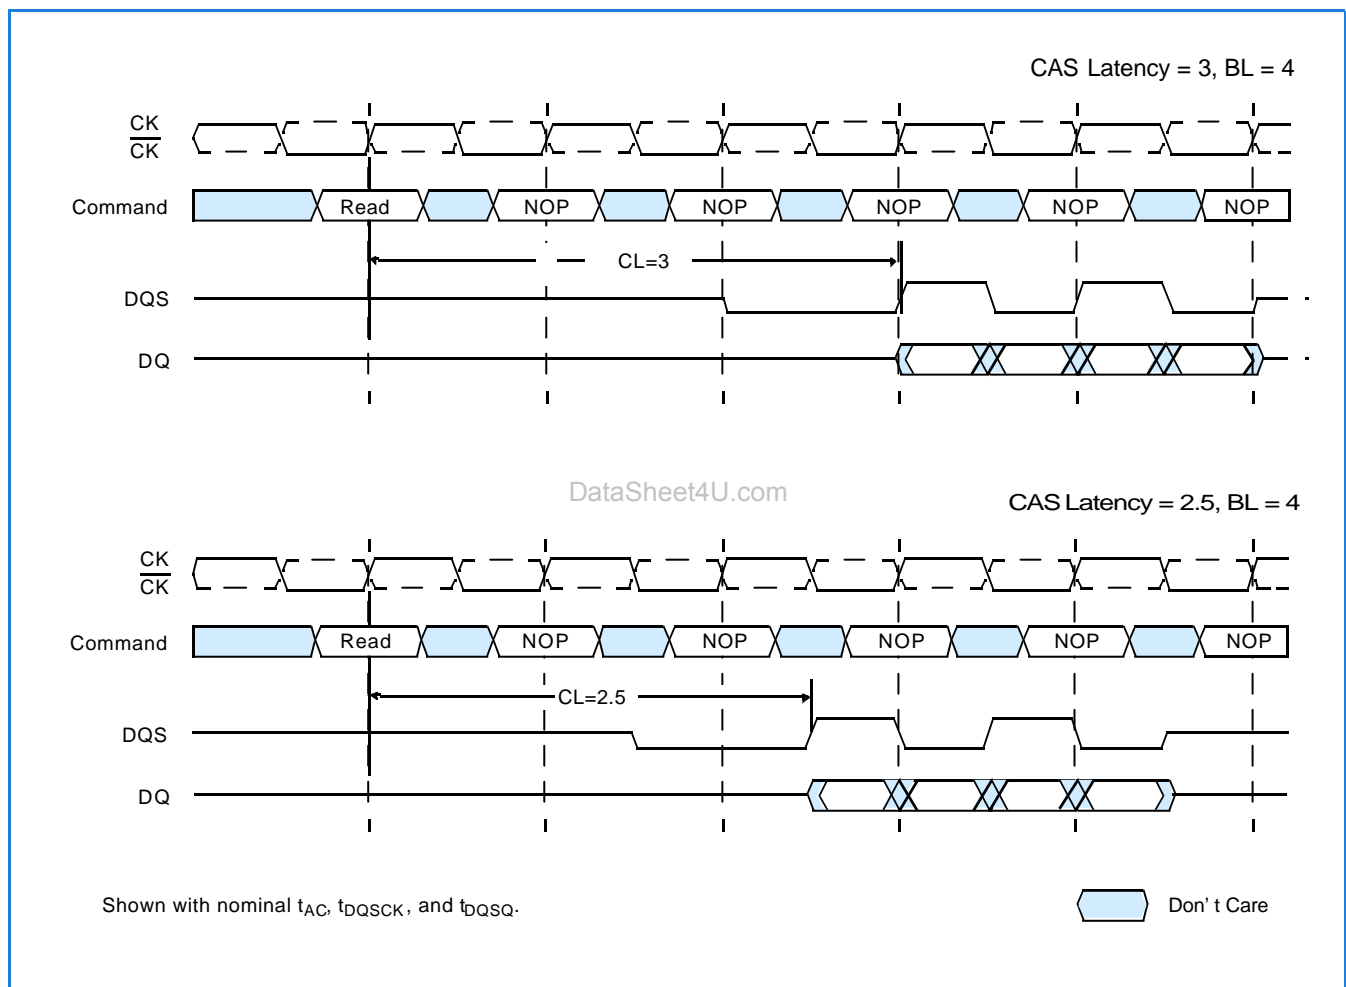 CAS Latency = 3, BL = 4
CK
CK
Command Read NOP NOP NOP NOP NOP
CL=3
DQS
DQ
DataSheet4U.com
CAS Latency = 2.5, BL = 4
CK
CK
Command Read NOP NOP NOP NOP NOP
CL=2.5
DQS
DQ
Shown with nominal tAC, tDQSCK, and tDQSQ.
Don' t Care